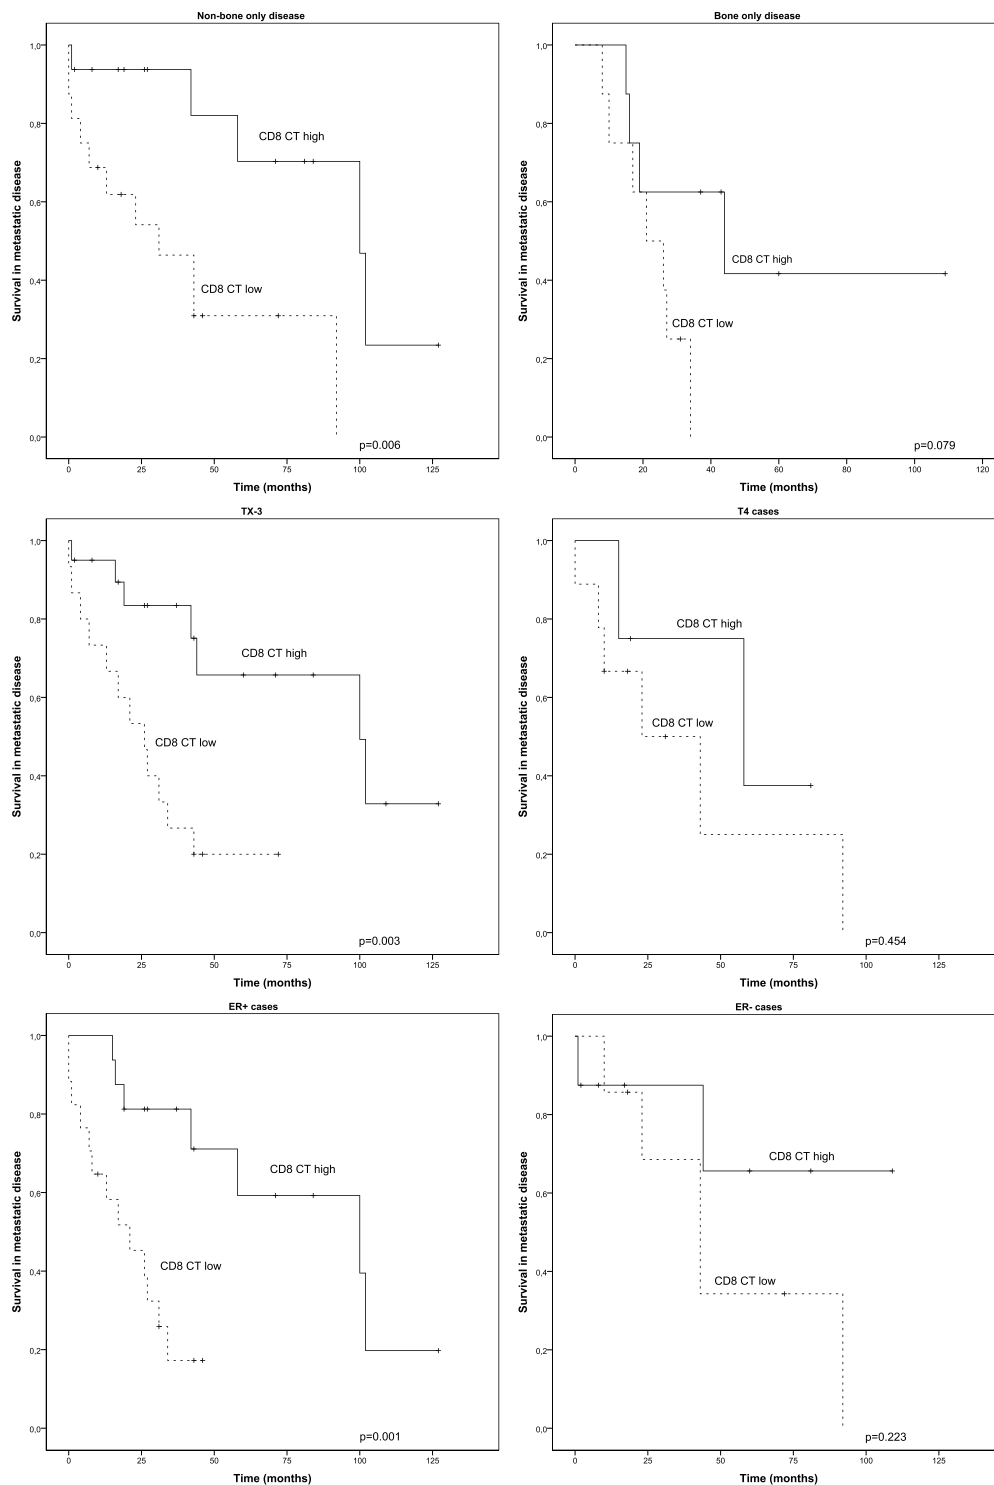 Non-bone only disease
Survival in metastatic disease
1,0
0,8
0,6
0,4
0,2
0,0
CD8 CT high
CD8 CT low
p=0.006
0 25 50 75 100 125
Time (months)
Bone only disease
Survival in metastatic disease
1,0
0,8
0,6
0,4
0,2
0,0
CD8 CT high
CD8 CT low
p=0.079
0 20 40 60 80 100 120
Time (months)
TX-3
Survival in metastatic disease
1,0
0,8
0,6
0,4
0,2
0,0
CD8 CT high
CD8 CT low
p=0.003
0 25 50 75 100 125
Time (months)
T4 cases
Survival in metastatic disease
1,0
0,8
0,6
0,4
0,2
0,0
CD8 CT high
CD8 CT low
p=0.454
0 25 50 75 100 125
Time (months)
ER+ cases
Survival in metastatic disease
1,0
0,8
0,6
0,4
0,2
0,0
CD8 CT high
CD8 CT low
p=0.001
0 25 50 75 100 125
Time (months)
ER- cases
Survival in metastatic disease
1,0
0,8
0,6
0,4
0,2
0,0
CD8 CT high
CD8 CT low
p=0.223
0 25 50 75 100 125
Time (months)